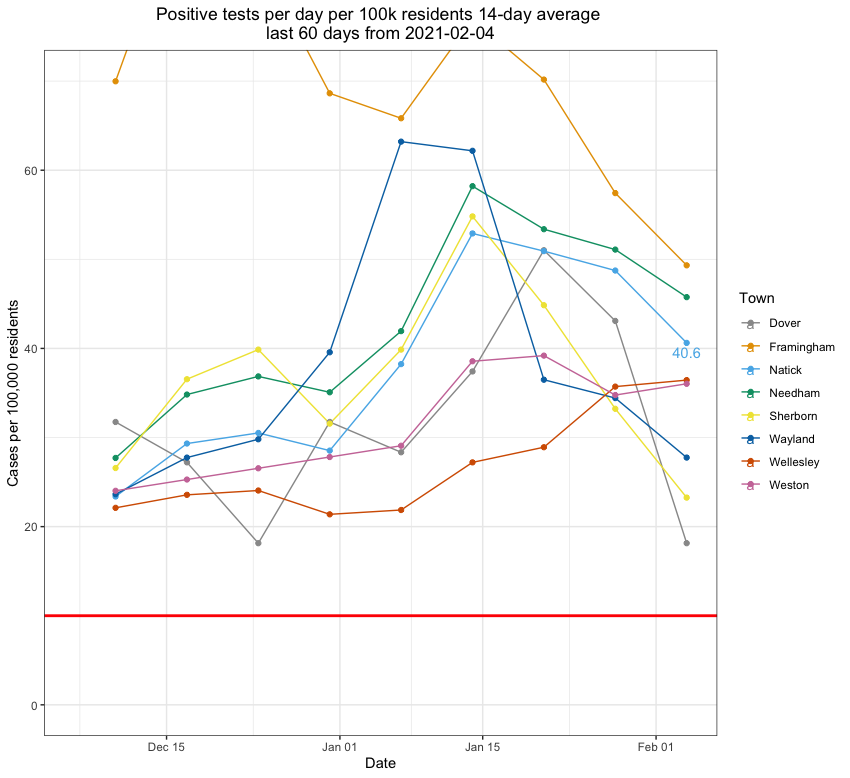 Positive tests per day per 100k residents 14-day average
last 60 days from 2021-02-04
Cases per 100,000 residents
60
40
20
0
40.6
Dec 15
Jan 01
Jan 15
Feb 01
Date
Town
a Dover
a Framingham
a Natick
a Needham
a Sherborn
a Wayland
a Wellesley
a Weston